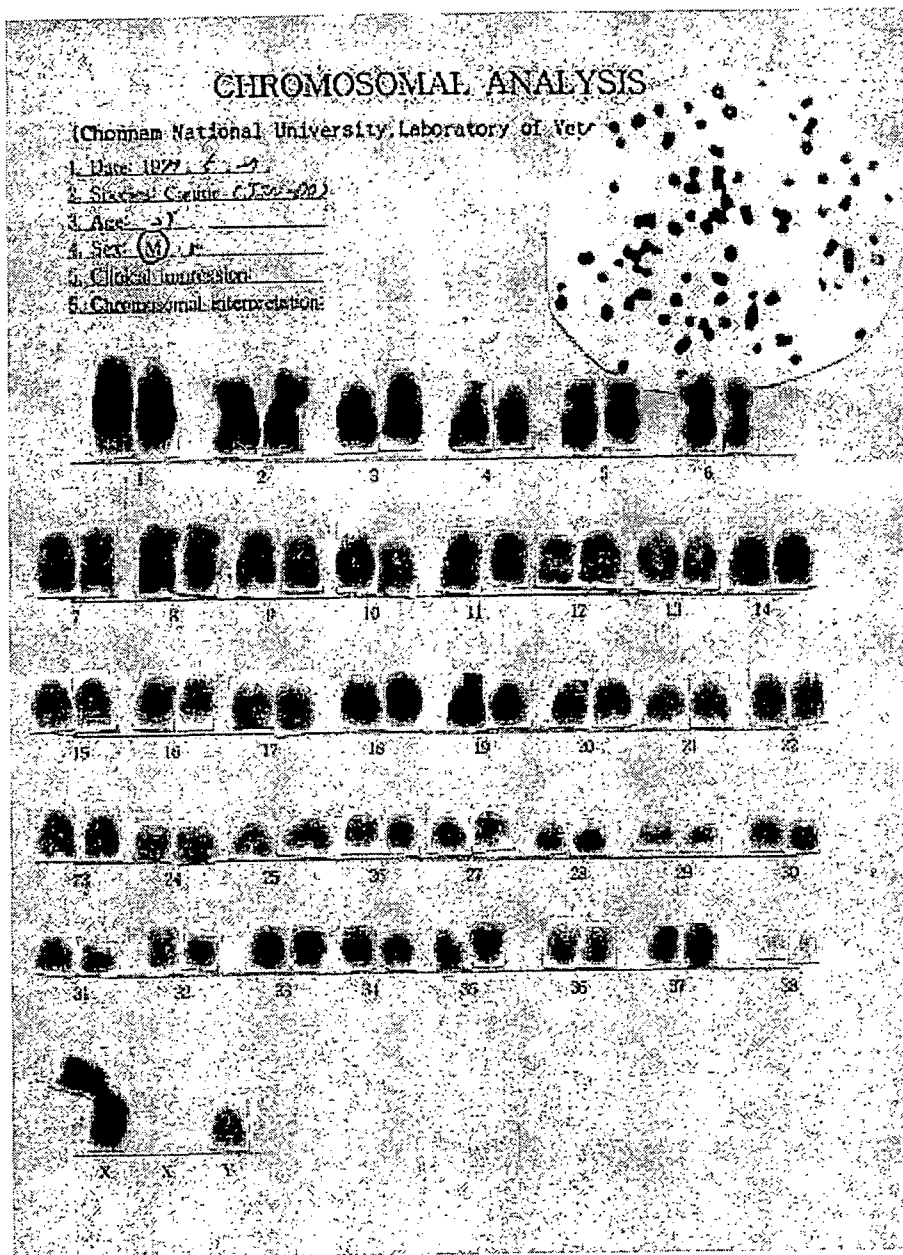 CHROMOSOMAL ANALYSIS
(Chonnam National University, Laboratory of Vet
1. Date: 19
2. Species: Canine
3. Age:
4. Sex: M
5. Clinical impression
6. Chromosomal interpretation:
1 2 3 4 5 6
7 8 9 10 11 12 13 14
15 16 17 18 19 20 21 22
23 24 25 26 27 28 29 30
31 32 33 34 35 36 37 38
X X Y